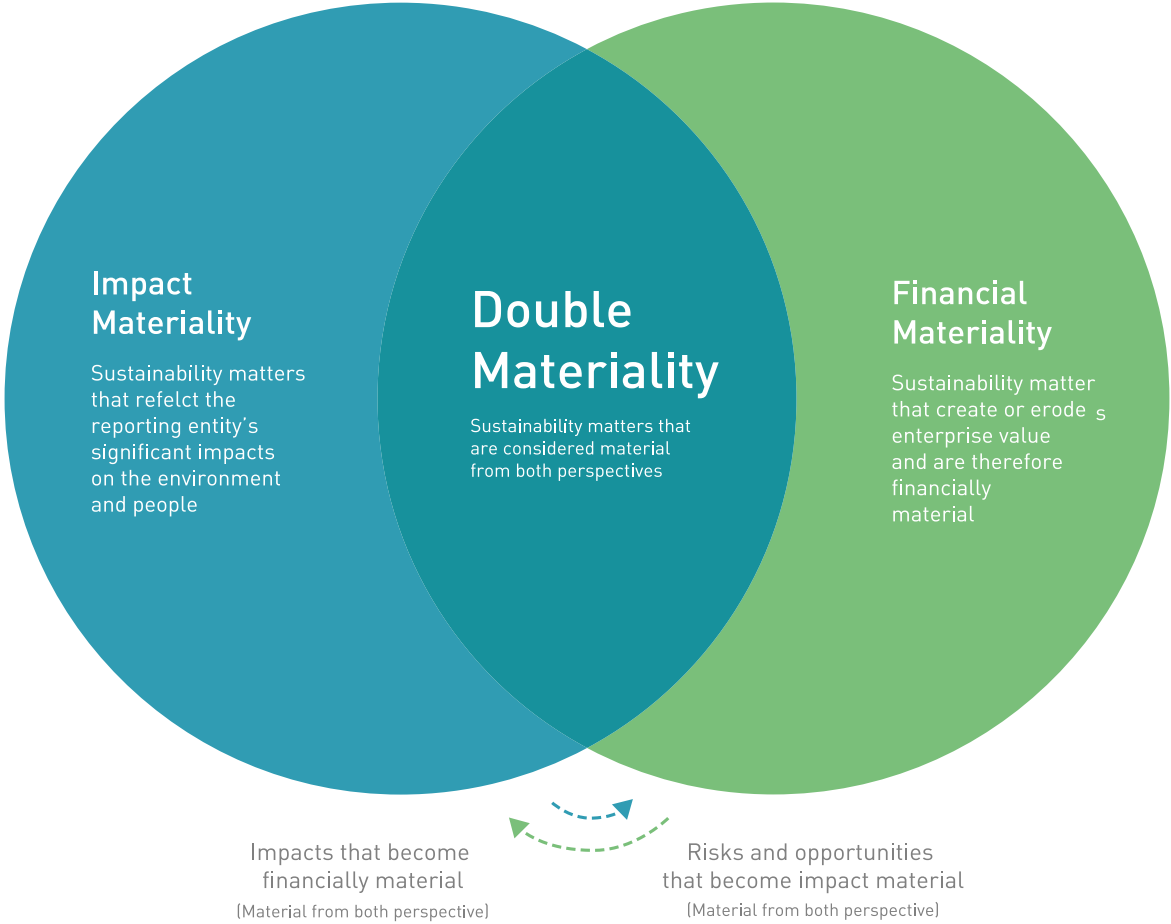 Impact
Materiality
Sustainability matters
that refelct the
reporting entity's
significant impacts
on the environment
and people
Double
Materiality
Sustainability matters that
are considered material
from both perspectives
Financial
Materiality
Sustainability matter
that create or erode s
enterprise value
and are therefore
financially
material
Impacts that become
financially material
(Material from both perspective)
Risks and opportunities
that become impact material
(Material from both perspective)